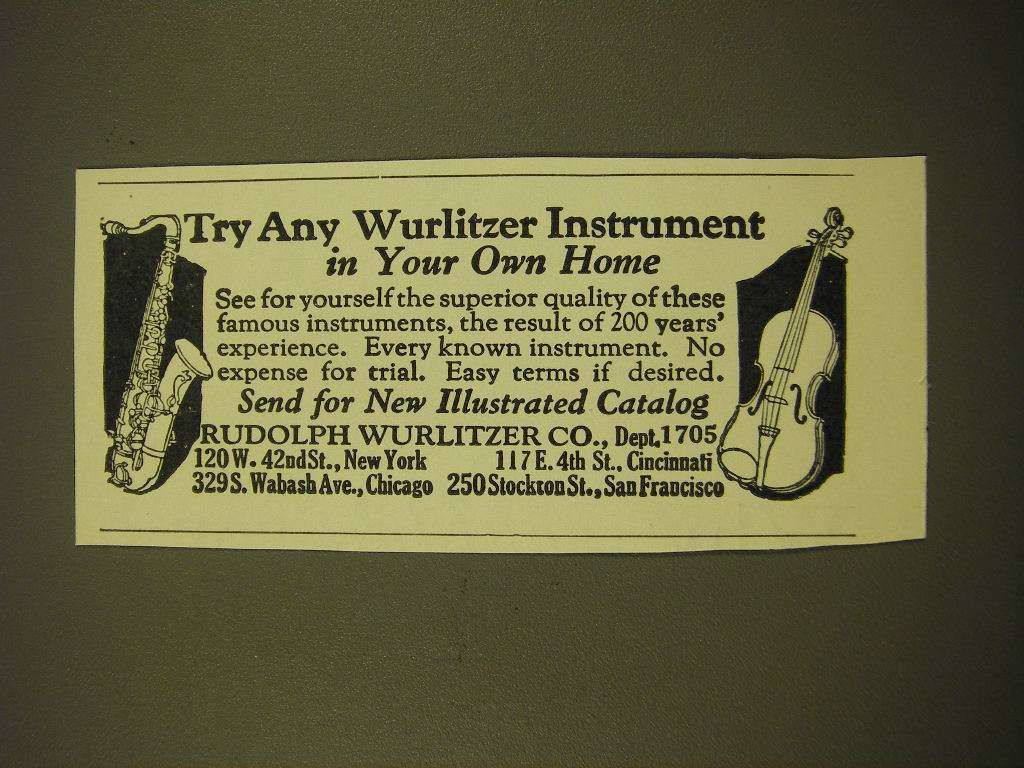 Try Any Wurlitzer Instrument
in Your Own Home
See for yourself the superior quality of these
famous instruments, the result of 200 years'
experience. Every known instrument. No
expense for trial. Easy terms if desired.
Send for New Illustrated Catalog
RUDOLPH WURLITZER CO., Dept. 1705
120 W. 42nd St., New York 117 E. 4th St., Cincinnati
329 S. Wabash Ave., Chicago 250 Stockton St., San Francisco